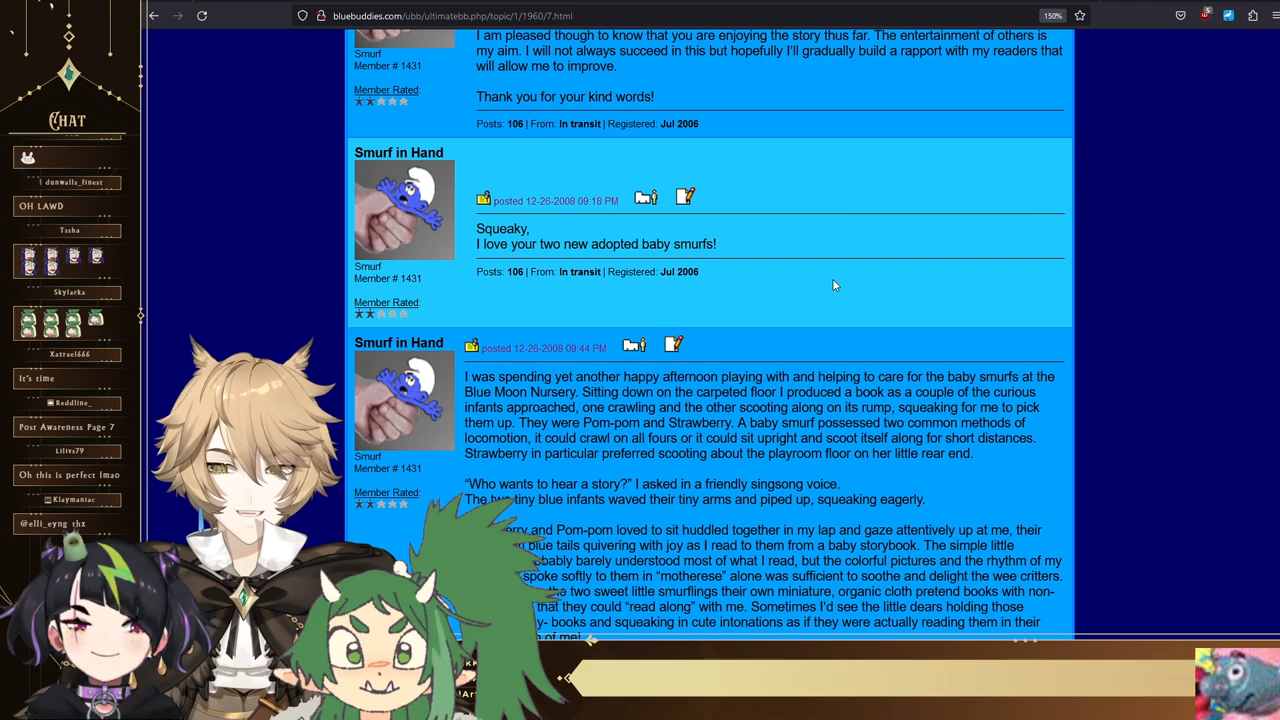 bluebuddies.com/ubb/ultimatebb.php/topic/1/1960/7.html
150%
5
I am pleased though to know that you are enjoying the story thus far. The entertainment of others is
my aim. I will not always succeed in this but hopefully I'll gradually build a rapport with my readers that
will allow me to improve.
Thank you for your kind words!
Posts: 106 | From: In transit | Registered: Jul 2006
Smurf
Member # 1431
Member Rated:
Smurf in Hand
posted 12-26-2008 09:18 PM
Squeaky,
I love your two new adopted baby smurfs!
Posts: 106 | From: In transit | Registered: Jul 2006
Smurf
Member # 1431
Member Rated:
Smurf in Hand
posted 12-26-2008 09:44 PM
I was spending yet another happy afternoon playing with and helping to care for the baby smurfs at the
Blue Moon Nursery. Sitting down on the carpeted floor I produced a book as a couple of the curious
infants approached, one crawling and the other scooting along on its rump, squeaking for me to pick
them up. They were Pom-pom and Strawberry. A baby smurf possessed two common methods of
locomotion, it could crawl on all fours or it could sit upright and scoot itself along for short distances.
Strawberry in particular preferred scooting about the playroom floor on her little rear end.
“Who wants to hear a story?” I asked in a friendly singsong voice.
The two tiny blue infants waved their tiny arms and piped up, squeaking eagerly.
and Pom-pom loved to sit huddled together in my lap and gaze attentively up at me, their
blue tails quivering with joy as I read to them from a baby storybook. The simple little
barely understood most of what I read, but the colorful pictures and the rhythm of my
spoke softly to them in “motherese” alone was sufficient to soothe and delight the wee critters.
the two sweet little smurflings their own miniature, organic cloth pretend books with non-
that they could “read along” with me. Sometimes I'd see the little dears holding those
books and squeaking in cute intonations as if they were actually reading them in their
of me!
Smurf
Member # 1431
Member Rated:
Chat
dunwalls_finest
OH LAWD
Tssha
Skylarka
Xazrael666
It's time
Reddline_
Post Awareness Page 7
Lilivs79
Oh this is perfect lmao
Klaymaniac
@elli_eyng thx